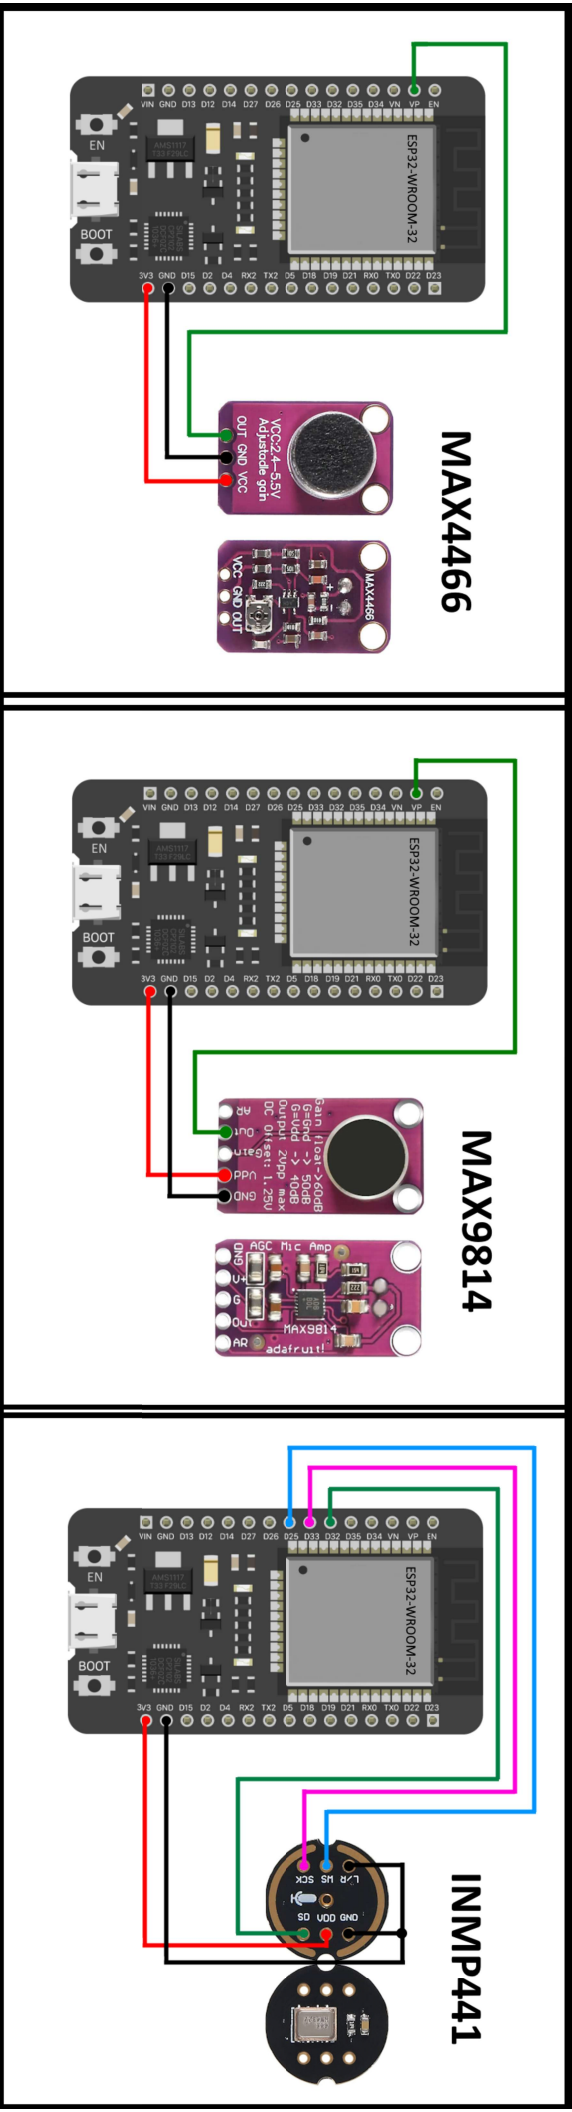 VIN GND D13 D12 D14 D27 D26 D25 D33 D32 D35 D34 VN VP EN
EN
AMS1117
ESP32-WROOM-32
BOOT
3V3 GND D15 D2 D4 RX2 TX2 D5 D18 D19 D21 RX0 TX0 D22 D23
VCC:2.4-5.5V
Adjustadle gain
OUT GND VCC
MAX4466
VCC GND OUT
MAX4466
VIN GND D13 D12 D14 D27 D26 D25 D33 D32 D35 D34 VN VP EN
EN
AMS1117
ESP32-WROOM-32
BOOT
3V3 GND D15 D2 D4 RX2 TX2 D5 D18 D19 D21 RX0 TX0 D22 D23
Gain float->60dB
G=Gnd -> 50dB
G=Vdd -> 40dB
Output 2Vpp max
DC Offset: 1.25V
AR
Out
Gain
Vdd
GND
MAX9814
AGC Mic Amp
GND
V+
G
Out
AR
MAX9814
adafruit!
VIN GND D13 D12 D14 D27 D26 D25 D33 D32 D35 D34 VN VP EN
EN
AMS1117
ESP32-WROOM-32
BOOT
3V3 GND D15 D2 D4 RX2 TX2 D5 D18 D19 D21 RX0 TX0 D22 D23
SCK WS L/R
SD VDD GND
INMP441